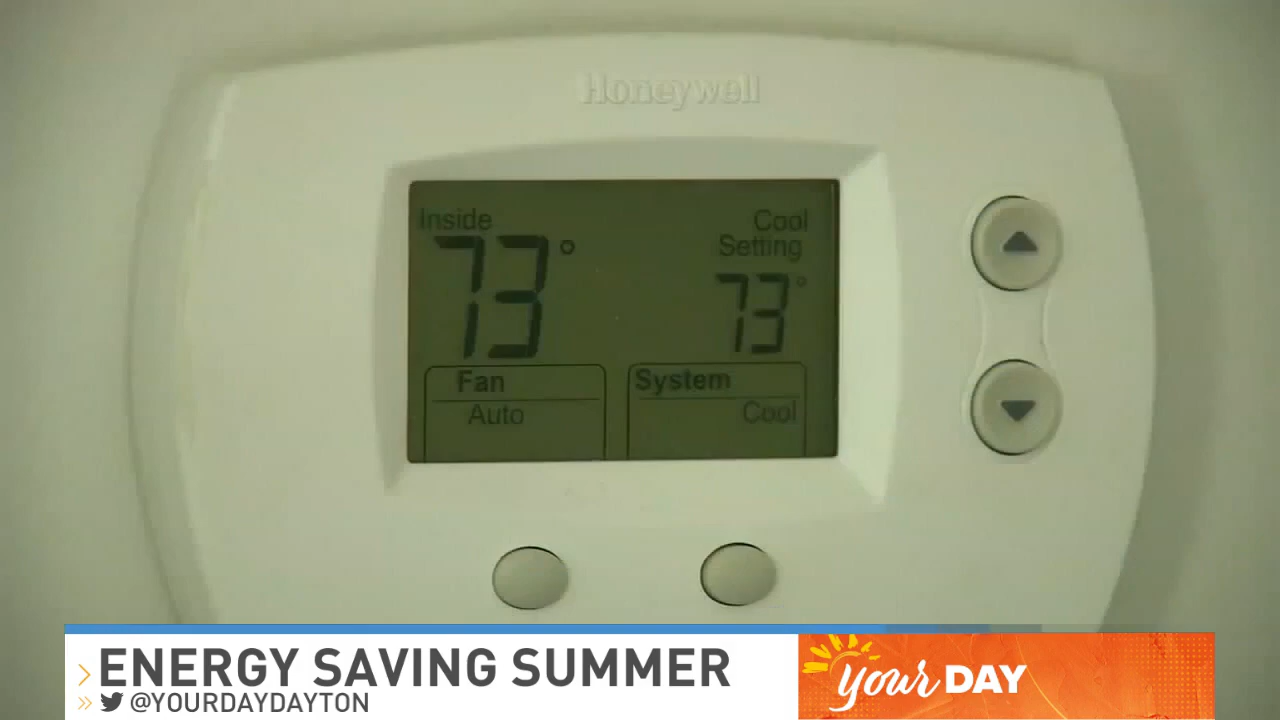 Honeywell
Inside
Cool
Setting
73°
73°
Fan
Auto
System
Cool
ENERGY SAVING SUMMER
your DAY
@YOURDAYDAYTON